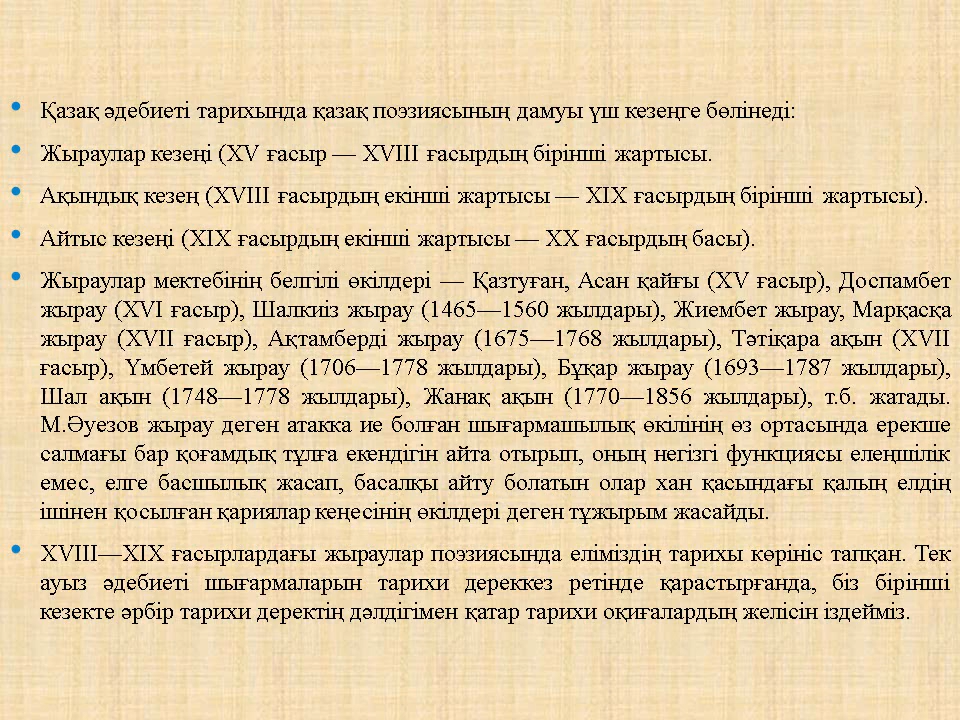 • Қазақ әдебиеті тарихында қазақ поэзиясының дамуы үш кезеңге бөлінеді:
• Жыраулар кезеңі (XV ғасыр — XVIII ғасырдың бірінші жартысы.
• Ақындық кезең (XVIII ғасырдың екінші жартысы — XIX ғасырдың бірінші жартысы).
• Айтыс кезеңі (XIX ғасырдың екінші жартысы — XX ғасырдың басы).
• Жыраулар мектебінің белгілі өкілдері — Қазтуған, Асан қайғы (XV ғасыр), Доспамбет
жырау (XVI ғасыр), Шалкиіз жырау (1465—1560 жылдары), Жиембет жырау, Марқасқа
жырау (XVII ғасыр), Ақтамберді жырау (1675—1768 жылдары), Тәтіқара ақын (XVII
ғасыр), Үмбетей жырау (1706—1778 жылдары), Бұқар жырау (1693—1787 жылдары),
Шал ақын (1748—1778 жылдары), Жанақ ақын (1770—1856 жылдары), т.б. жатады.
М.Әуезов жырау деген атакка ие болған шығармашылық өкілінің өз ортасында ерекше
салмағы бар қоғамдық тұлға екендігін айта отырып, оның негізгі функциясы елеңшілік
емес, елге басшылық жасап, басалқы айту болатын олар хан қасындағы қалың елдің
ішінен қосылған қариялар кеңесінің өкілдері деген тұжырым жасайды.
• XVIII—XIX ғасырлардағы жыраулар поэзиясында еліміздің тарихы көрініс тапқан. Тек
ауыз әдебиеті шығармаларын тарихи дереккез ретінде қарастырғанда, біз бірінші
кезекте әрбір тарихи деректің дәлдігімен қатар тарихи оқиғалардың желісін іздейміз.